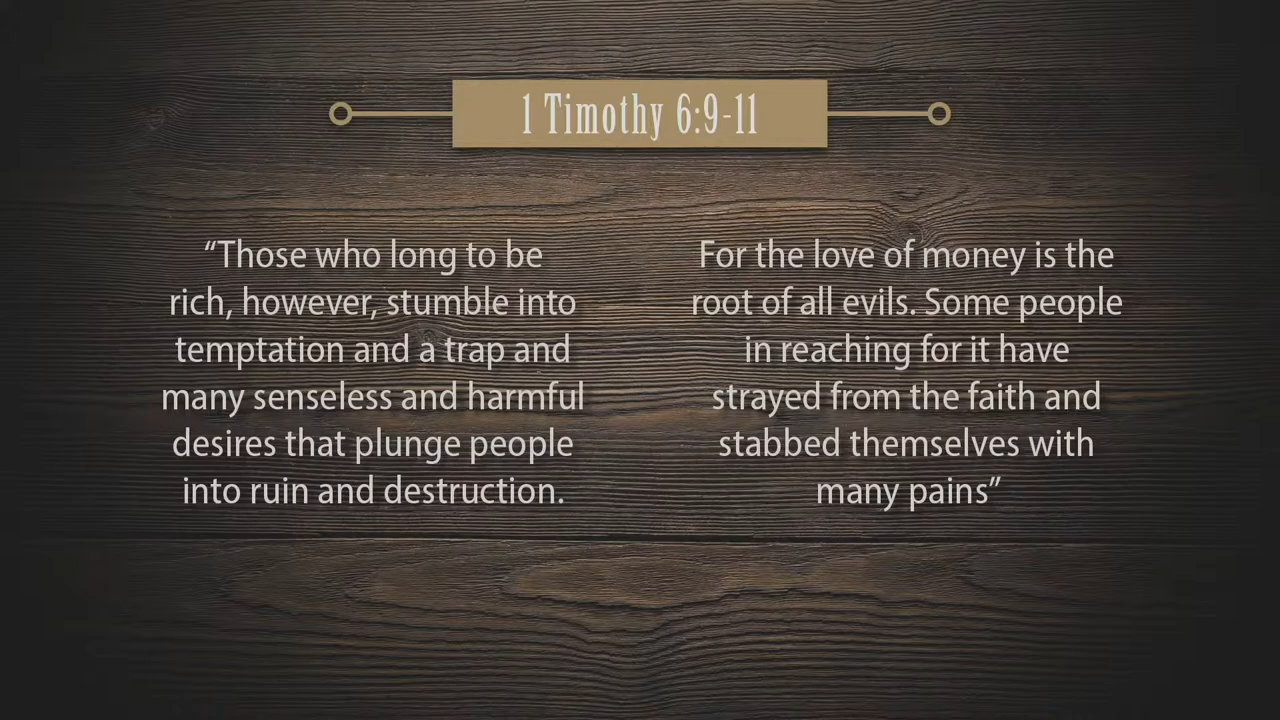 1 Timothy 6:9-11
“Those who long to be
rich, however, stumble into
temptation and a trap and
many senseless and harmful
desires that plunge people
into ruin and destruction.
For the love of money is the
root of all evils. Some people
in reaching for it have
strayed from the faith and
stabbed themselves with
many pains”